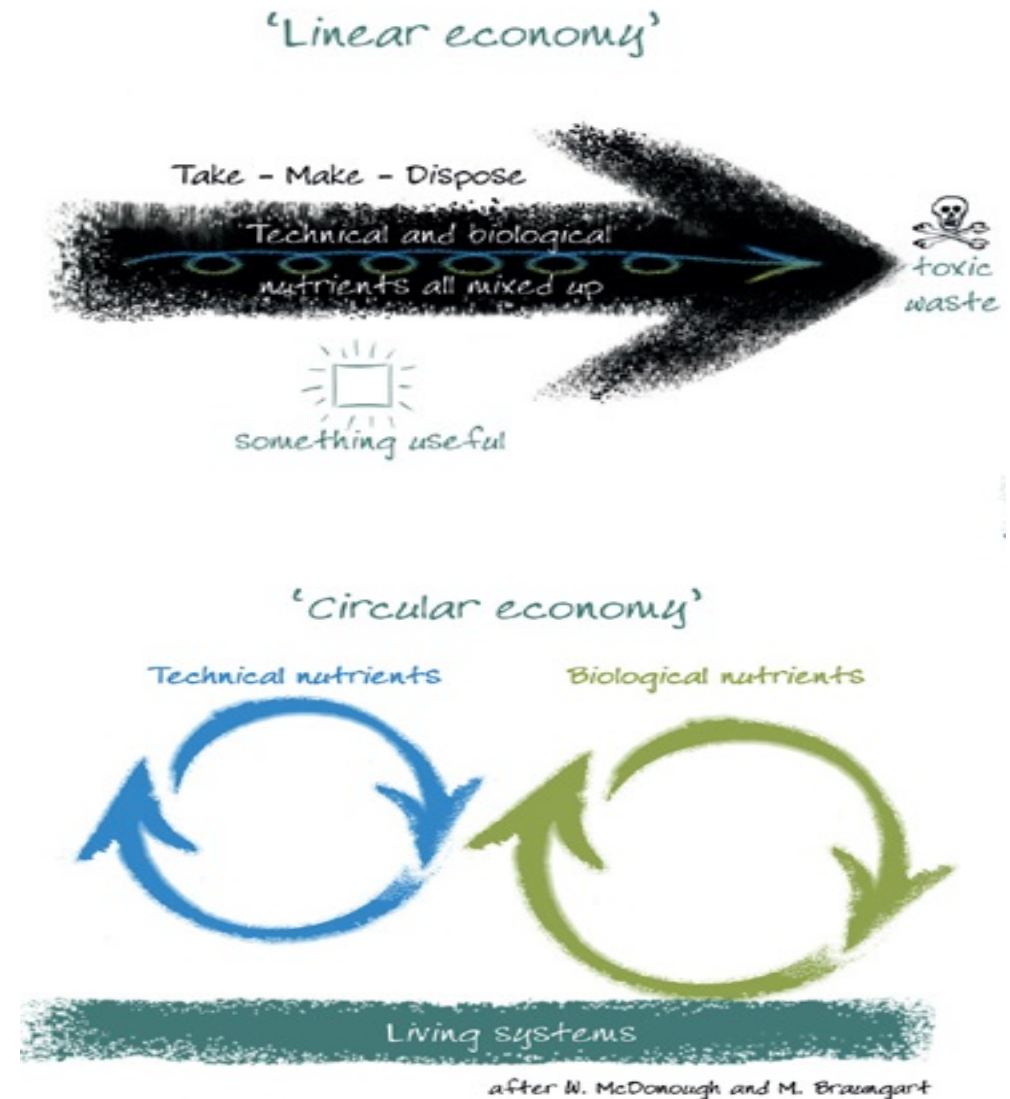 ‘Linear economy’
Take - Make - Dispose
Technical and biological
nutrients all mixed up
toxic
waste
something useful
‘Circular economy’
Technical nutrients
Biological nutrients
Living systems
after W. McDonough and M. Braungart